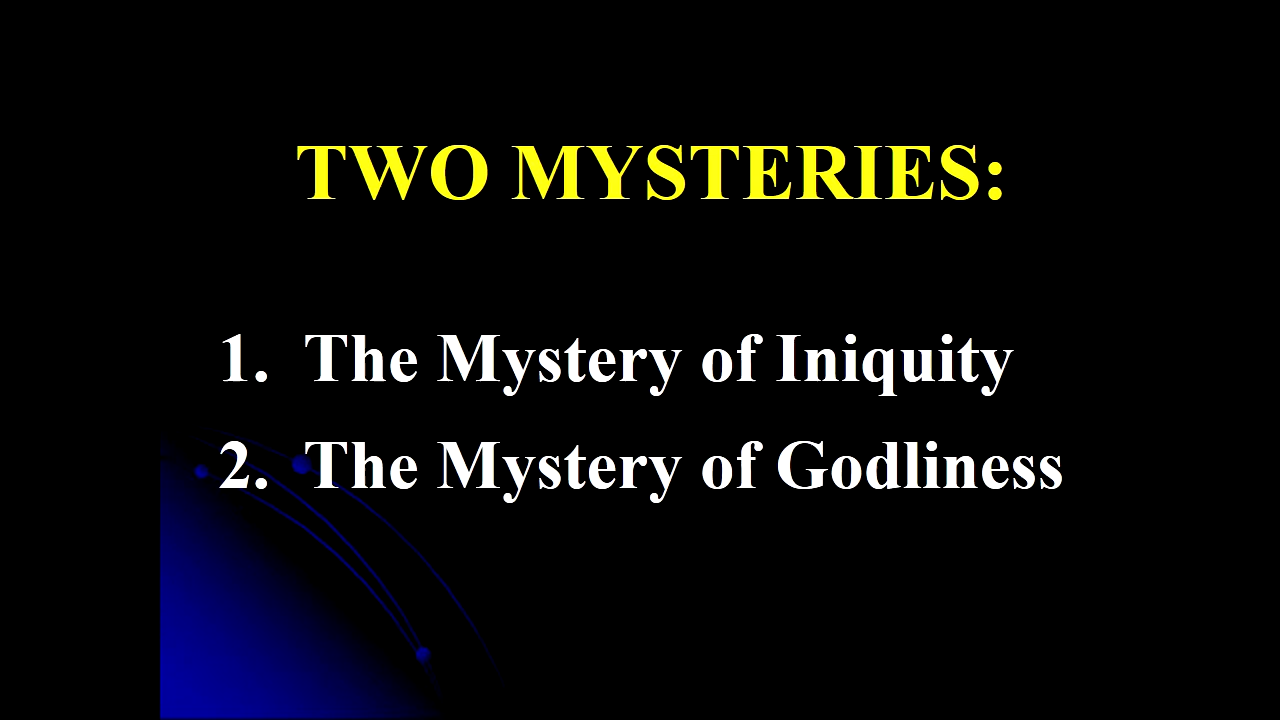 TWO MYSTERIES:
1. The Mystery of Iniquity
2. The Mystery of Godliness